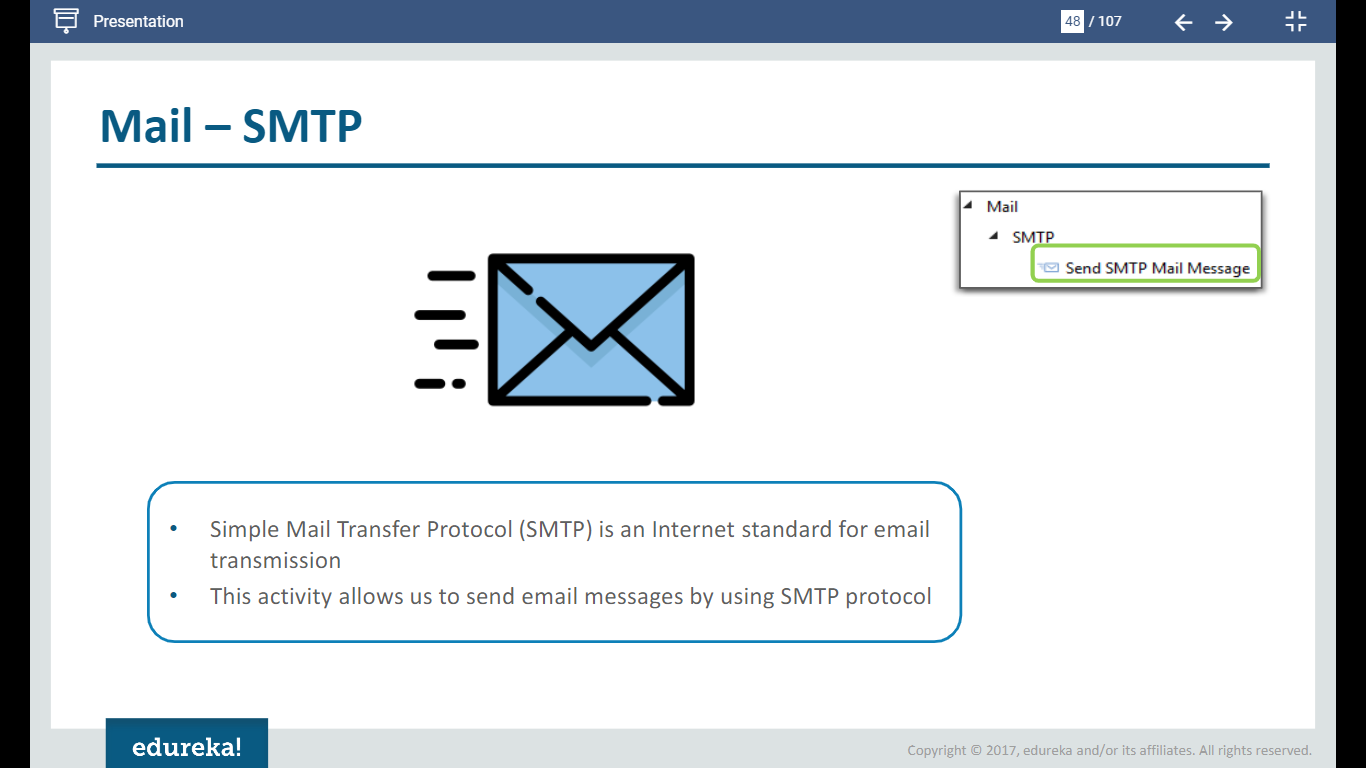 Presentation
48 / 107
Mail – SMTP
Mail
SMTP
Send SMTP Mail Message
• Simple Mail Transfer Protocol (SMTP) is an Internet standard for email
transmission
• This activity allows us to send email messages by using SMTP protocol
edureka!
Copyright © 2017, edureka and/or its affiliates. All rights reserved.